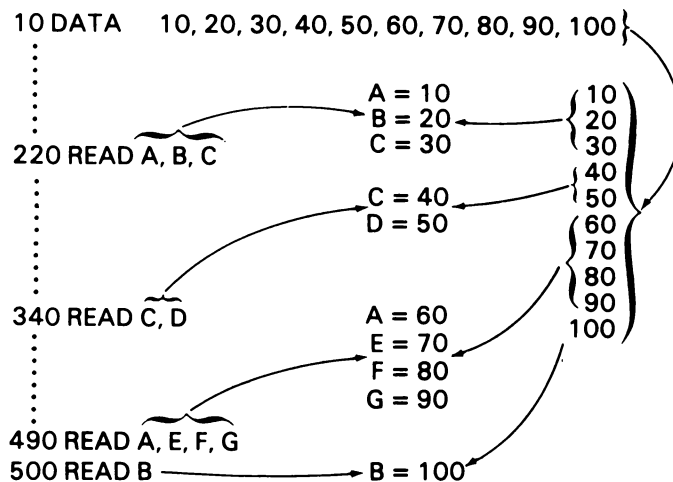 10 DATA 10, 20, 30, 40, 50, 60, 70, 80, 90, 100
A = 10
B = 20
C = 30
10
20
30
40
50
60
70
80
90
100
220 READ A, B, C
C = 40
D = 50
340 READ C, D
A = 60
E = 70
F = 80
G = 90
490 READ A, E, F, G
500 READ B
B = 100